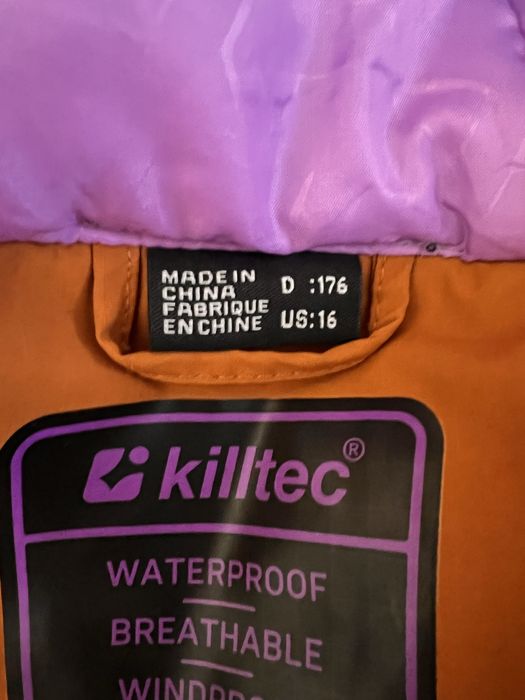 MADE IN
CHINA
FABRIQUE
EN CHINE
D :176
US:16
killtec®
WATERPROOF
BREATHABLE